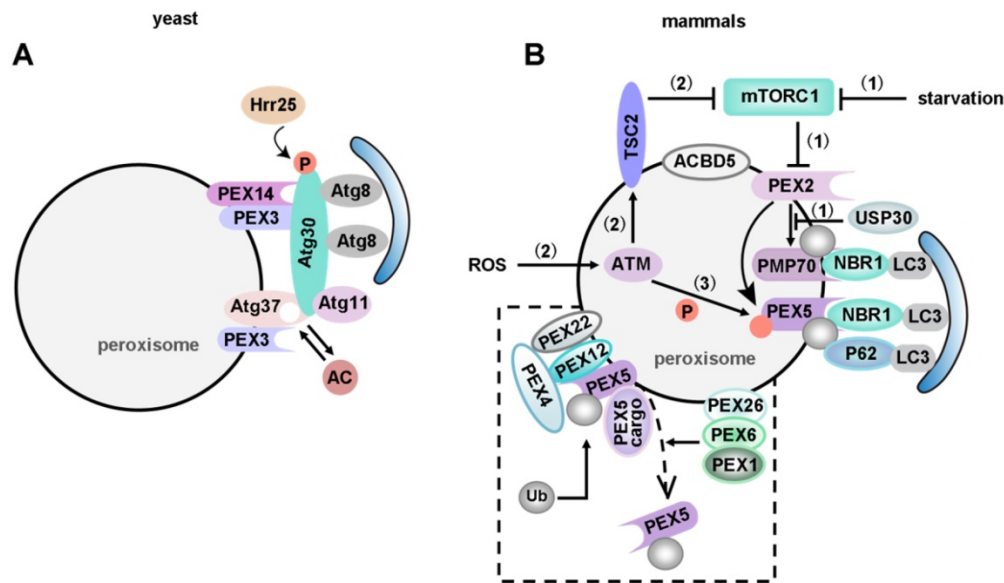 yeast
mammals
A
B
Hrr25
P
PEX14
PEX3
Atg30
Atg8
Atg8
Atg37
Atg11
PEX3
peroxisome
AC
(2)
mTORC1
(1)
starvation
TSC2
(1)
ACBD5
PEX2
(1)
USP30
(2)
ROS
(2)
ATM
PMP70
NBR1
LC3
(3)
P
PEX5
NBR1
LC3
peroxisome
P62
LC3
PEX22
PEX12
PEX4
PEX5
PEX5
cargo
PEX26
PEX6
PEX1
Ub
PEX5